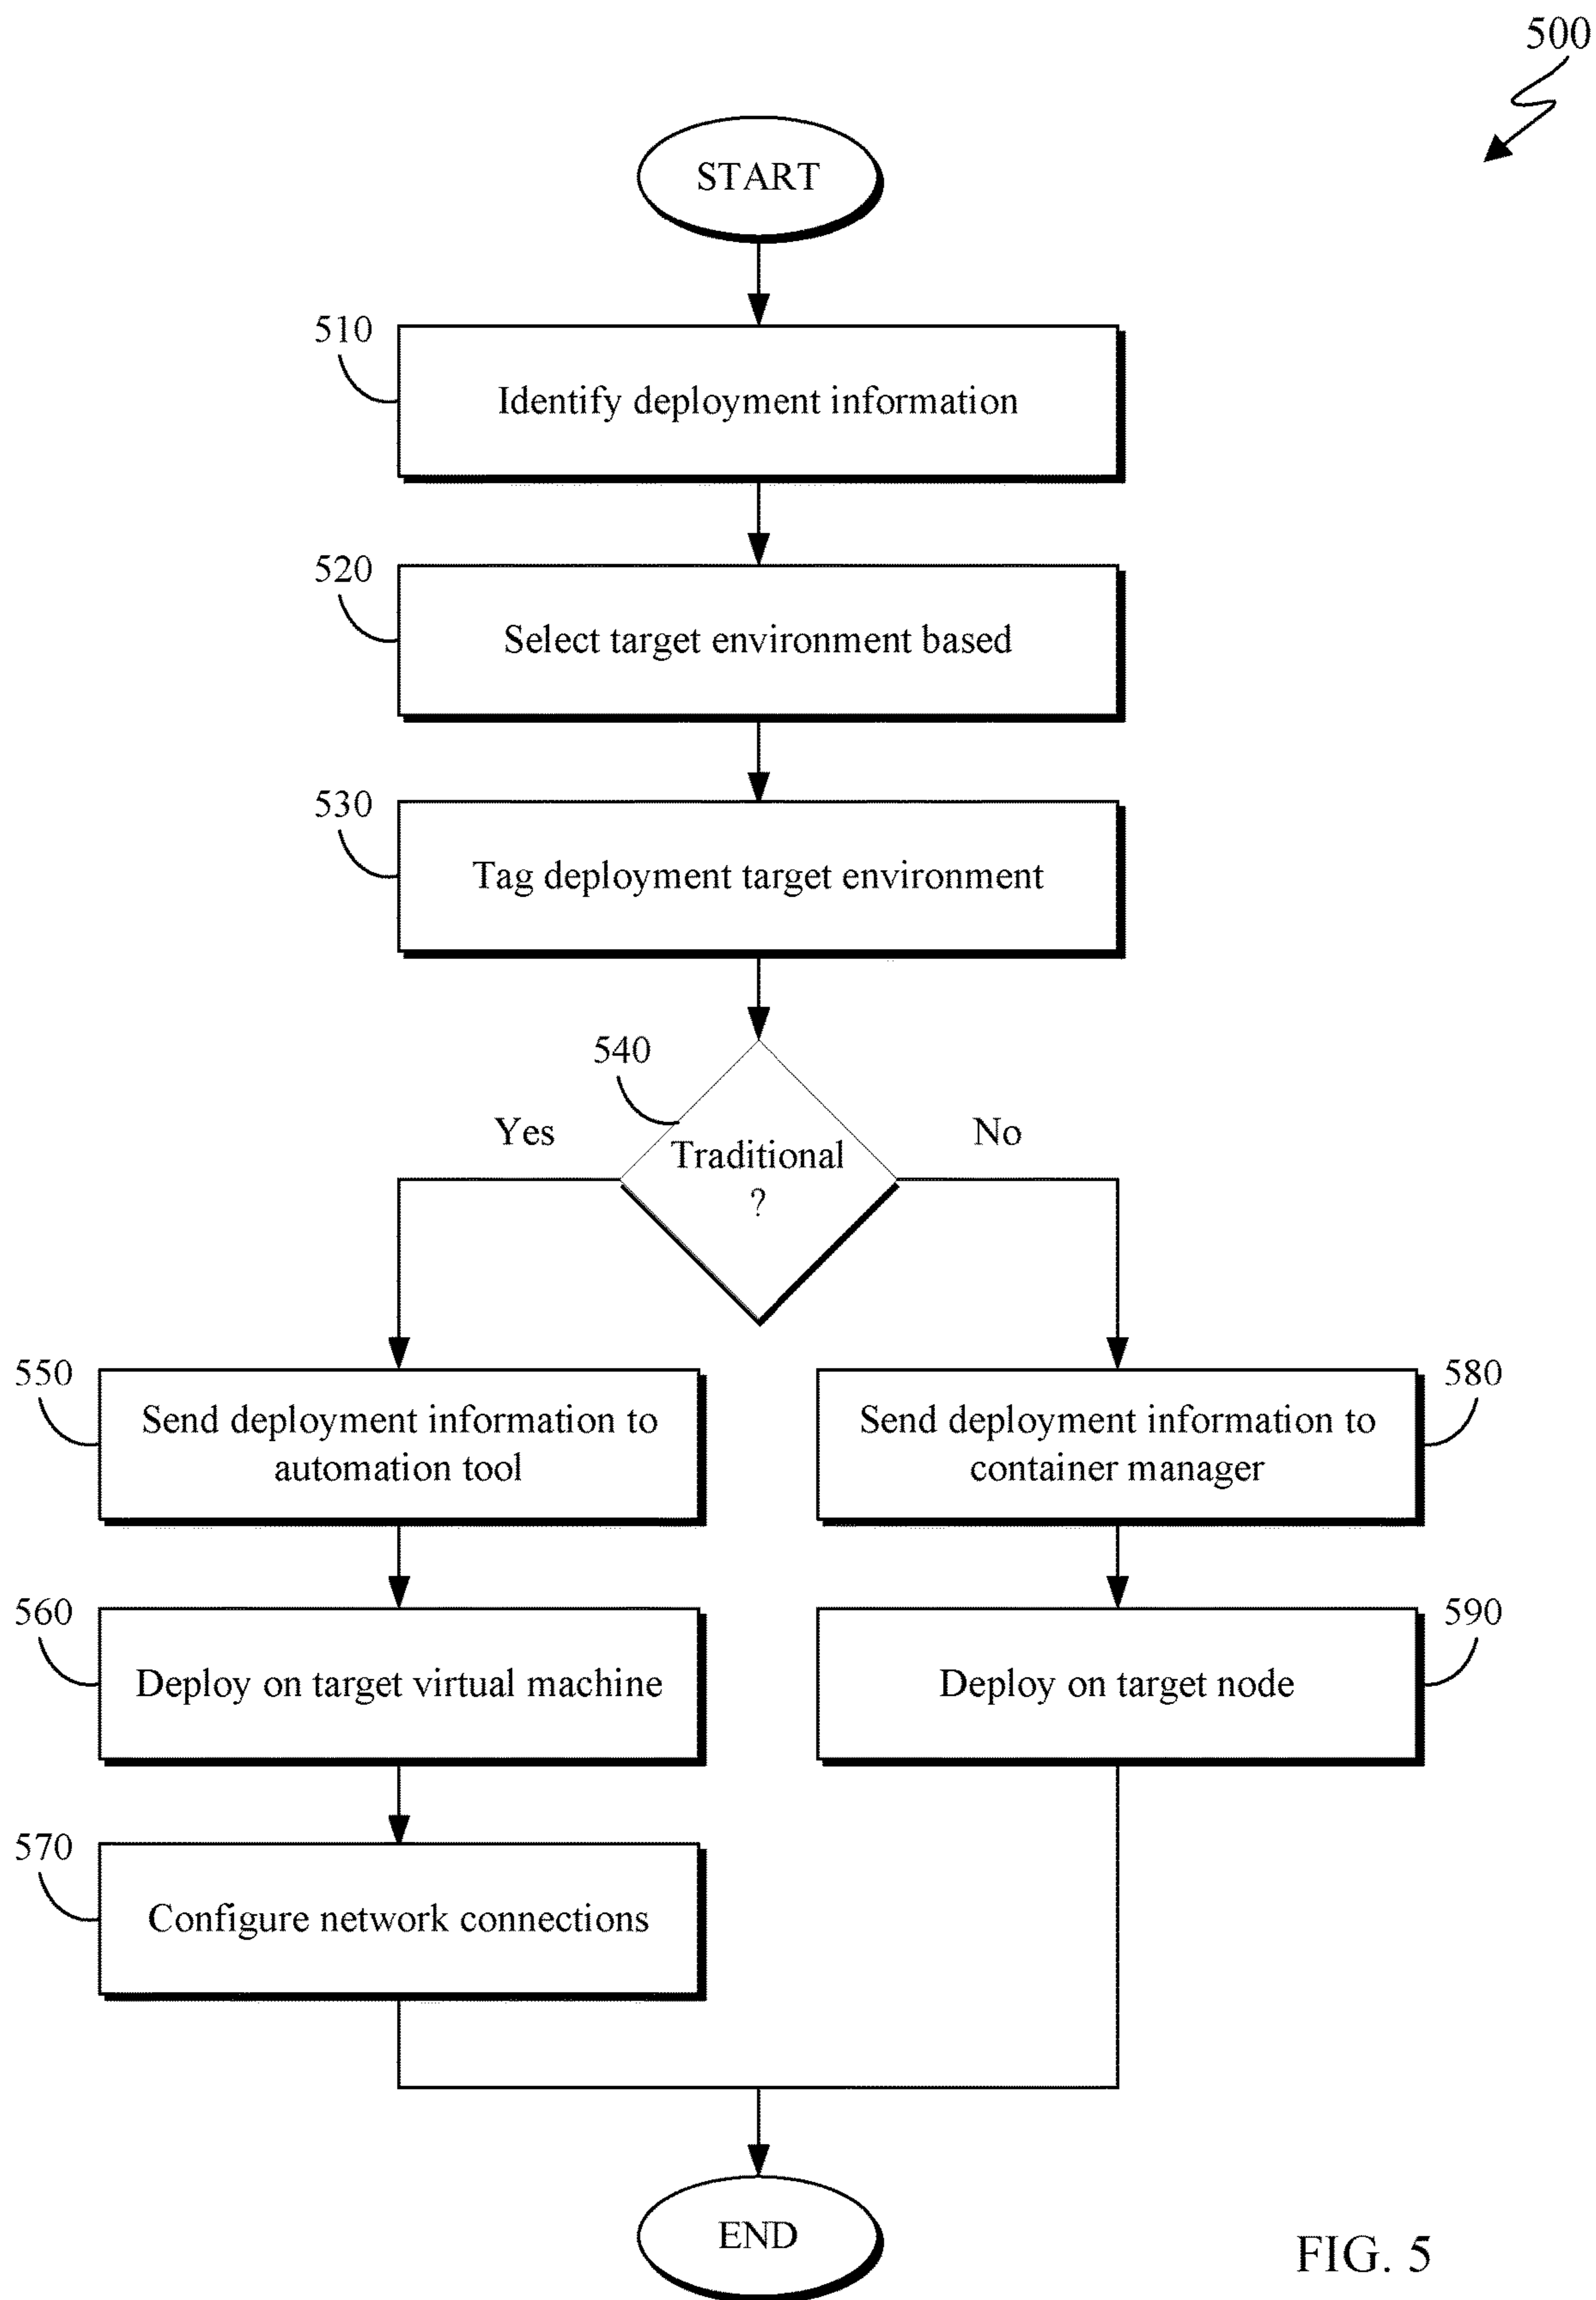 500
START
510
Identify deployment information
520
Select target environment based
530
Tag deployment target environment
540
Yes
No
Traditional
?
550
Send deployment information to
automation tool
580
Send deployment information to
container manager
560
Deploy on target virtual machine
590
Deploy on target node
570
Configure network connections
END
FIG. 5